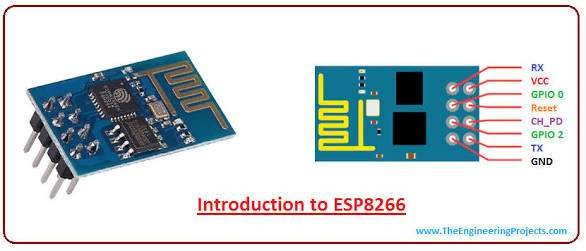 RX
VCC
GPIO 0
Reset
CH_PD
GPIO 2
TX
GND
Introduction to ESP8266
www.TheEngineeringProjects.com